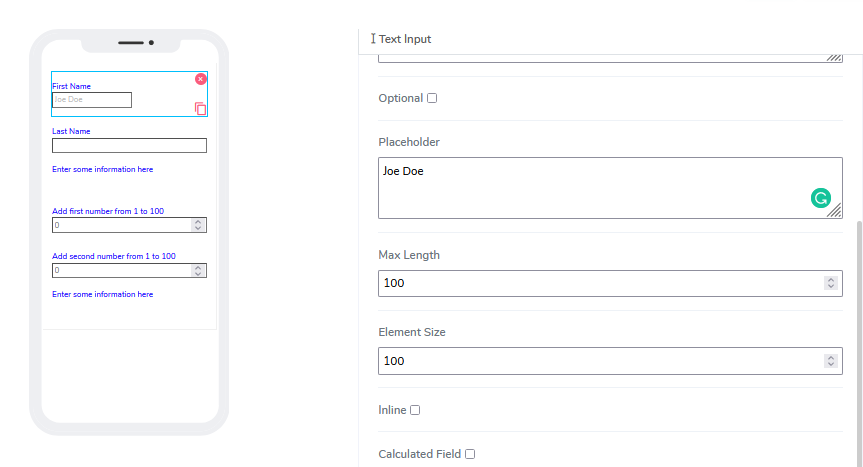 First Name
Joe Doe
Last Name
Enter some information here
Add first number from 1 to 100
0
Add second number from 1 to 100
0
Enter some information here
Text Input
Optional
Placeholder
Joe Doe
Max Length
100
Element Size
100
Inline
Calculated Field